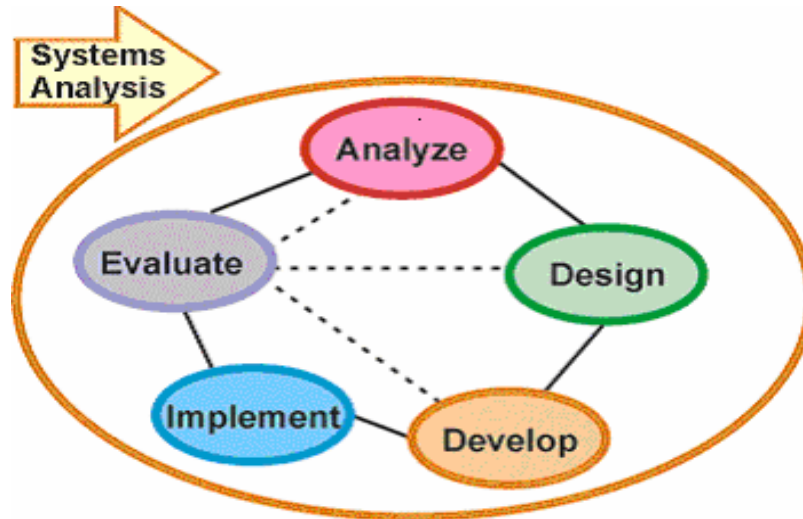 Systems
Analysis
Analyze
Evaluate
Design
Implement
Develop